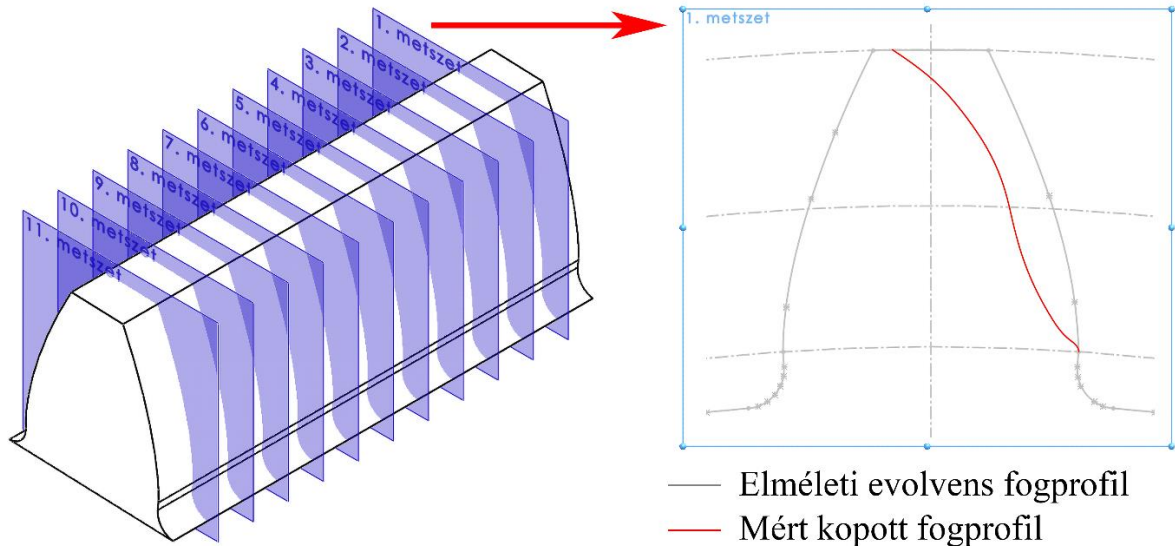 1. metszet
2. metszet
3. metszet
4. metszet
5. metszet
6. metszet
7. metszet
8. metszet
9. metszet
10. metszet
11. metszet
1. metszet
Elméleti evolvens fogprofil
Mért kopott fogprofil